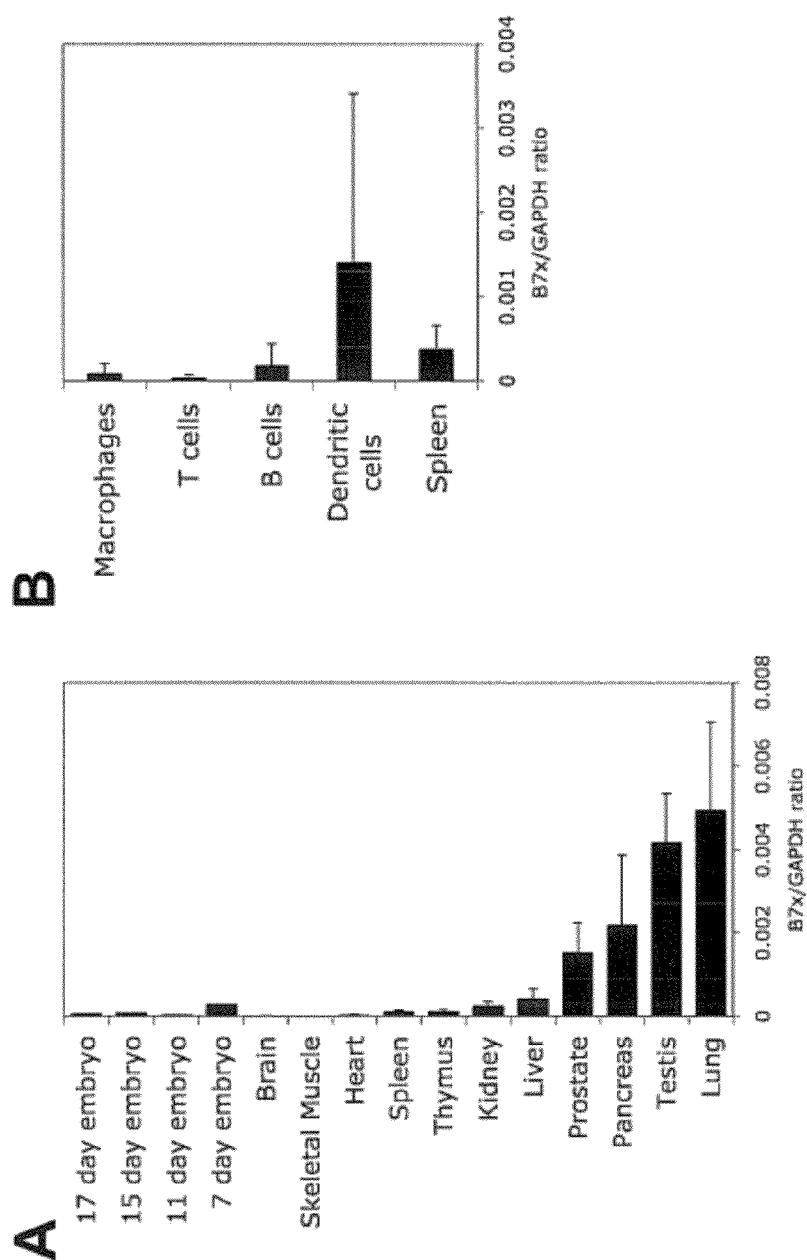 A
17 day embryo
15 day embryo
11 day embryo
7 day embryo
Brain
Skeletal Muscle
Heart
Spleen
Thymus
Kidney
Liver
Prostate
Pancreas
Testis
Lung
0 0.002 0.004 0.006 0.008
B7x/GAPDH ratio
B
Macrophages
T cells
B cells
Dendritic
cells
Spleen
0 0.001 0.002 0.003 0.004
B7x/GAPDH ratio